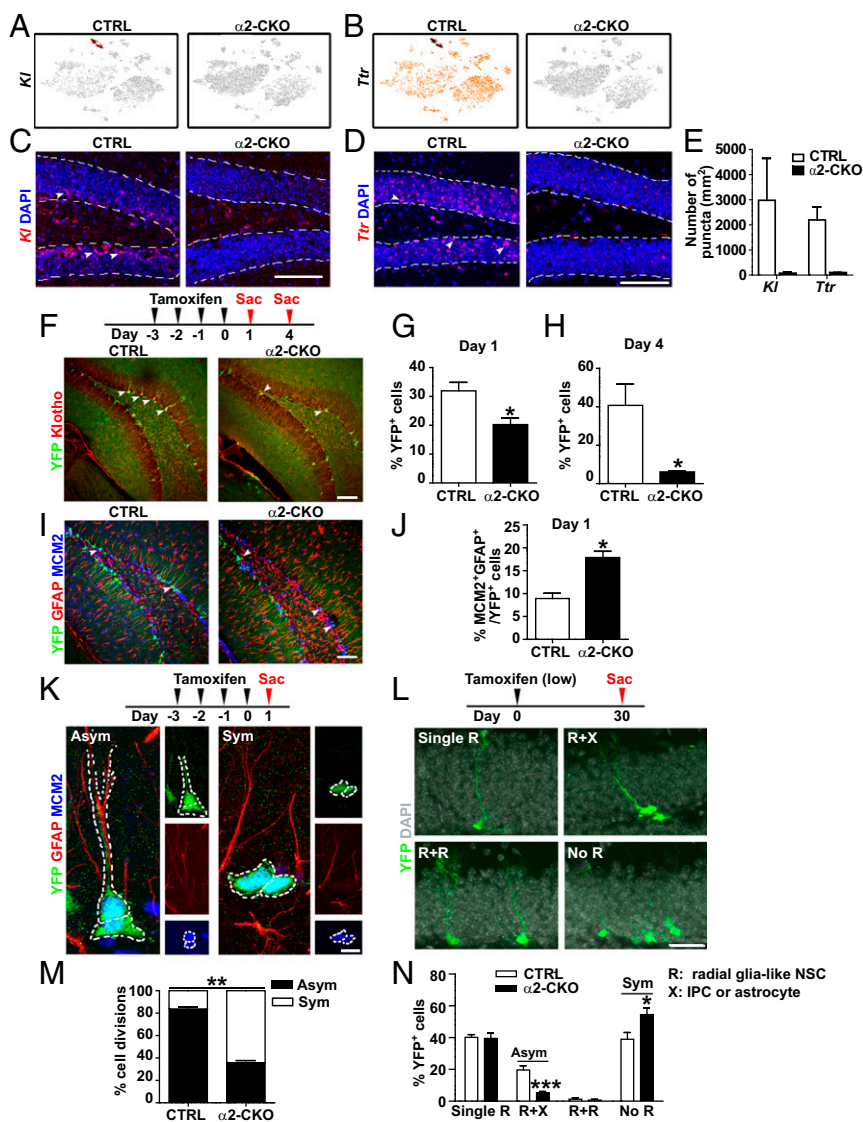 A
CTRL
α2-CKO
Kl
B
CTRL
α2-CKO
Ttr
C
CTRL
α2-CKO
Kl DAPI
D
CTRL
α2-CKO
Ttr DAPI
E
CTRL
α2-CKO
Number of
puncta (mm²)
5000
4000
3000
2000
1000
0
Kl
Ttr
F
Tamoxifen
Sac
Sac
Day
-3
-2
-1
0
1
4
CTRL
α2-CKO
YFP Klotho
G
Day 1
% YFP⁺ cells
40
30
20
10
0
*
CTRL
α2-CKO
H
Day 4
% YFP⁺ cells
60
40
20
0
*
CTRL
α2-CKO
I
CTRL
α2-CKO
YFP GFAP MCM2
J
Day 1
% MCM2⁺GFAP⁺
/YFP⁺ cells
25
20
15
10
5
0
*
CTRL
α2-CKO
K
Tamoxifen
Sac
Day
-3
-2
-1
0
1
Asym
Sym
YFP GFAP MCM2
L
Tamoxifen (low)
Sac
Day
0
30
Single R
R+X
R+R
No R
YFP DAPI
M
**
Asym
Sym
% cell divisions
100
80
60
40
20
0
CTRL
α2-CKO
N
CTRL
α2-CKO
R: radial glia-like NSC
X: IPC or astrocyte
% YFP⁺ cells
80
60
40
20
0
Asym
***
Sym
*
Single R
R+X
R+R
No R